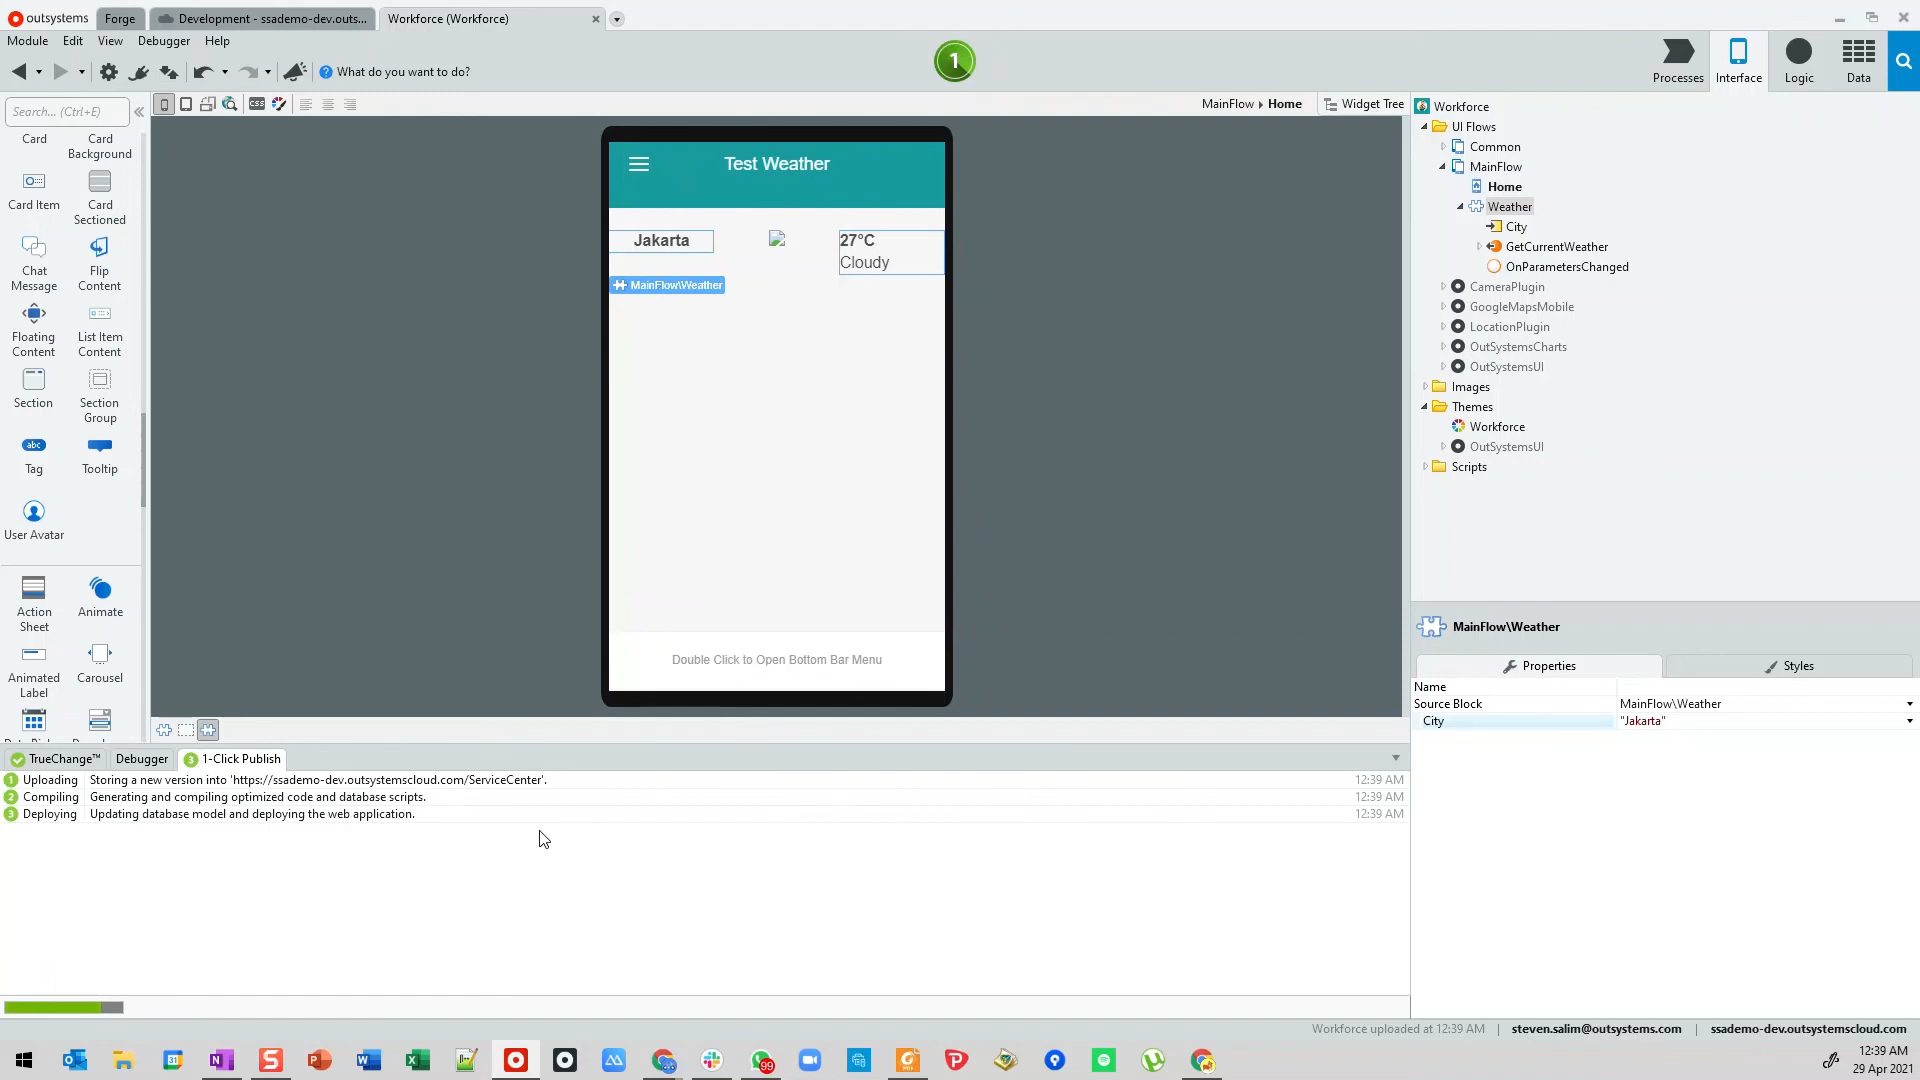 outsystems
Forge
Development - ssademo-dev.outs...
Workforce (Workforce)
Module
Edit
View
Debugger
Help
What do you want to do?
1
Processes
Interface
Logic
Data
Search... (Ctrl+E)
CSS
MainFlow
Home
Widget Tree
Card
Card
Background
Card Item
Card
Sectioned
Chat
Message
Flip
Content
Floating
Content
List Item
Content
Section
Section
Group
abc
Tag
Tooltip
User Avatar
Action
Sheet
Animate
Animated
Label
Carousel
Test Weather
Jakarta
27°C
Cloudy
MainFlow\Weather
Double Click to Open Bottom Bar Menu
Workforce
UI Flows
Common
MainFlow
Home
Weather
City
GetCurrentWeather
OnParametersChanged
CameraPlugin
GoogleMapsMobile
LocationPlugin
OutSystemsCharts
OutSystemsUI
Images
Themes
Workforce
OutSystemsUI
Scripts
MainFlow\Weather
Properties
Styles
Name
Source Block
MainFlow\Weather
City
"Jakarta"
TrueChange™
Debugger
3 1-Click Publish
1 Uploading Storing a new version into 'https://ssademo-dev.outsystemscloud.com/ServiceCenter'. 12:39 AM
2 Compiling Generating and compiling optimized code and database scripts. 12:39 AM
3 Deploying Updating database model and deploying the web application. 12:39 AM
Workforce uploaded at 12:39 AM | steven.salim@outsystems.com | ssademo-dev.outsystemscloud.com
99
12:39 AM
29 Apr 2021